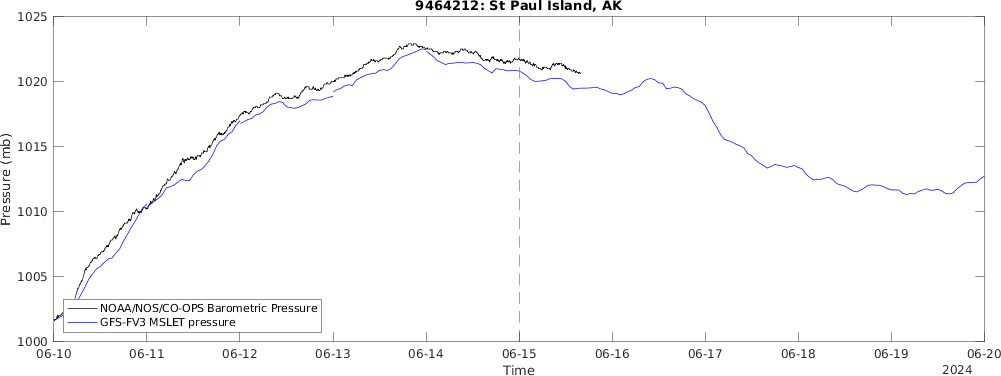 9464212: St Paul Island, AK
Pressure (mb)
1025
1020
1015
1010
1005
1000
NOAA/NOS/CO-OPS Barometric Pressure
GFS-FV3 MSLET pressure
06-10 06-11 06-12 06-13 06-14 06-15 06-16 06-17 06-18 06-19 06-20
Time
2024